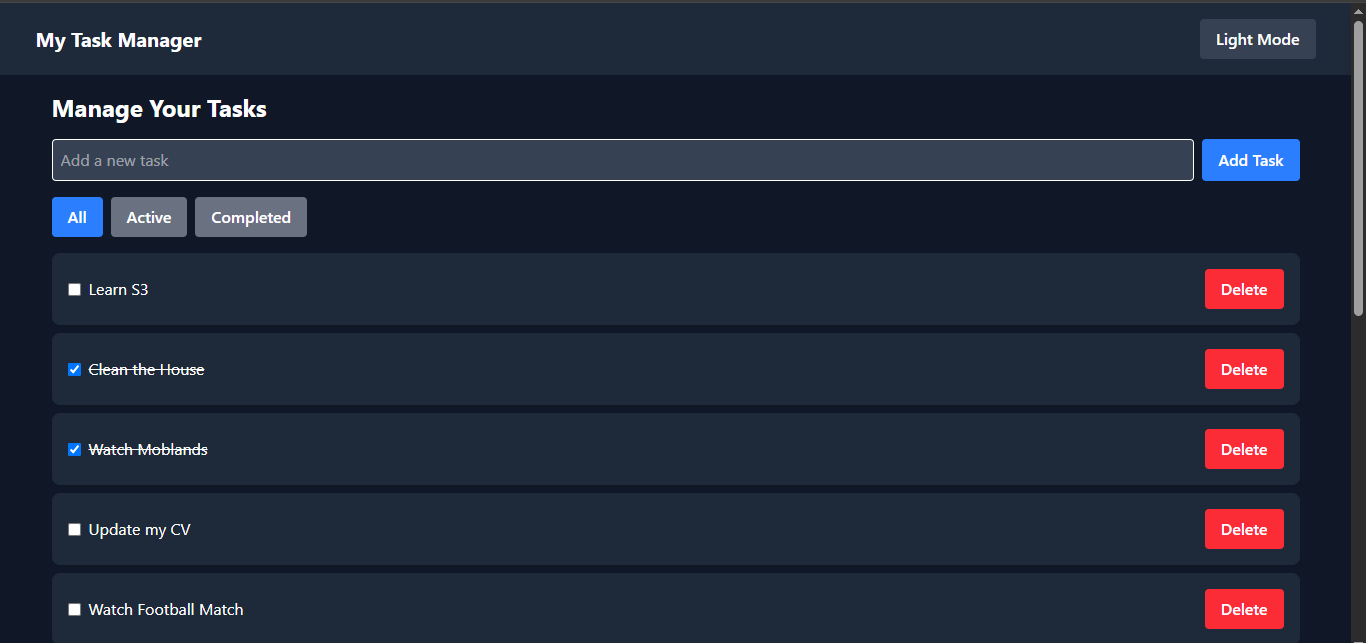 My Task Manager
Light Mode
Manage Your Tasks
Add a new task
Add Task
All
Active
Completed
Learn S3
Delete
Clean the House
Delete
Watch Moblands
Delete
Update my CV
Delete
Watch Football Match
Delete